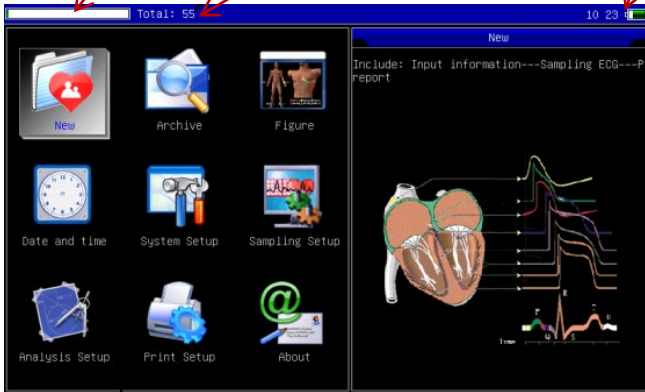 Total: 55
10 23
New
Include: Input information---Sampling ECG---P
report
New
Archive
Figure
Date and time
System Setup
Sampling Setup
Analysis Setup
Print Setup
About
R
P
T
U
Q
S
Time